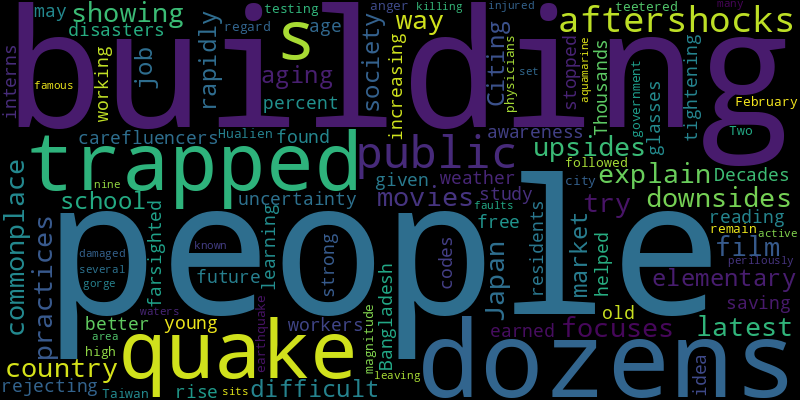 may
showing
regard
testing
anger
killing
injured
teetered
many
disasters
age
way
aftershocks
building
s
interns
famous
working
job
rapidly
aging
percent
society
increasing
Citing
physicians
stopped
set
aquamarine
Thousands
government
glasses
tightening
February
Two
carefluencers
Hualien
found
awareness
trapped
public
upsides
followed
explain
Decades
commonplace
nine
given
weather
city
school
uncertainty
movies
study
faults
free
try
downsides
reading
people
practices
damaged
several
gorge
farsighted
known
future
learning
strong
codes
Japan
residents
market
helped
remain
active
film
perilously
elementary
Bangladesh
magnitude
waters
earthquake
better
young
workers
earned
focuses
old
saving
latest
area
high
quake
dozens
country
rejecting
Taiwan
rise
sits
difficult
leaving
idea